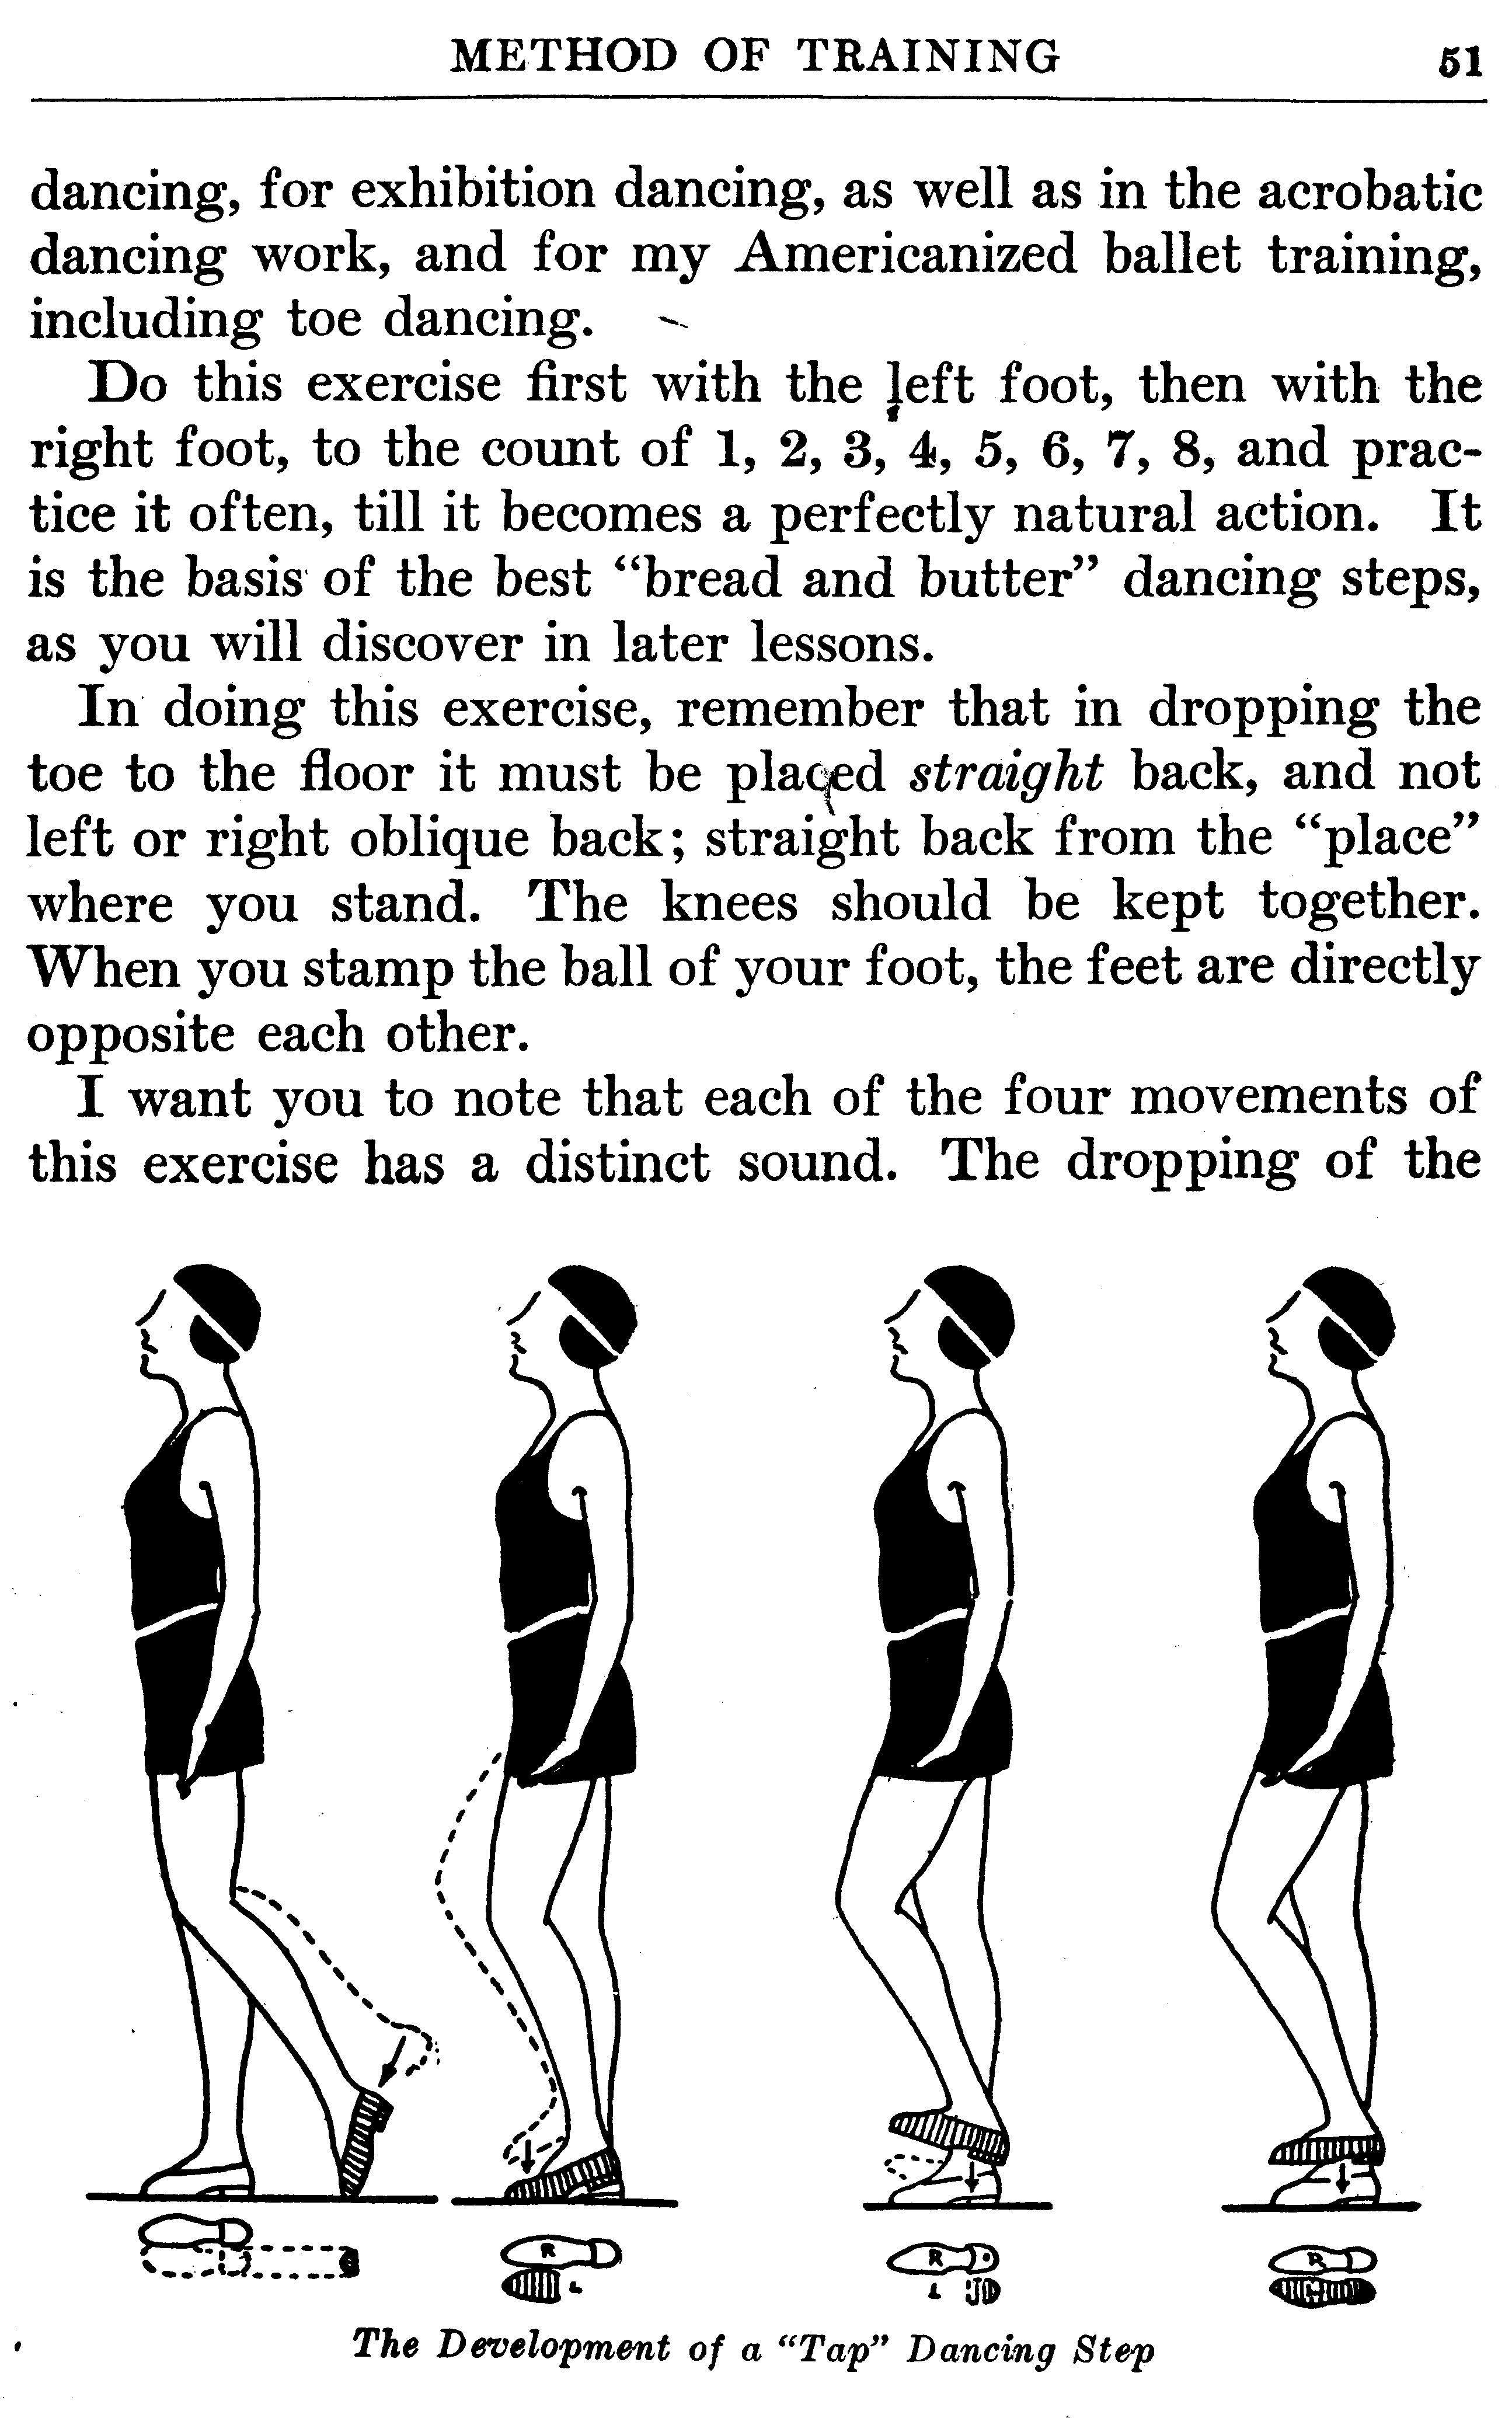 METHOD OF TRAINING 51
dancing, for exhibition dancing, as well as in the acrobatic
dancing work, and for my Americanized ballet training,
including toe dancing.
Do this exercise first with the left foot, then with the
right foot, to the count of 1, 2, 3, 4, 5, 6, 7, 8, and prac-
tice it often, till it becomes a perfectly natural action. It
is the basis of the best “bread and butter” dancing steps,
as you will discover in later lessons.
In doing this exercise, remember that in dropping the
toe to the floor it must be placed straight back, and not
left or right oblique back; straight back from the “place”
where you stand. The knees should be kept together.
When you stamp the ball of your foot, the feet are directly
opposite each other.
I want you to note that each of the four movements of
this exercise has a distinct sound. The dropping of the
R R R
L L
The Development of a “Tap” Dancing Step